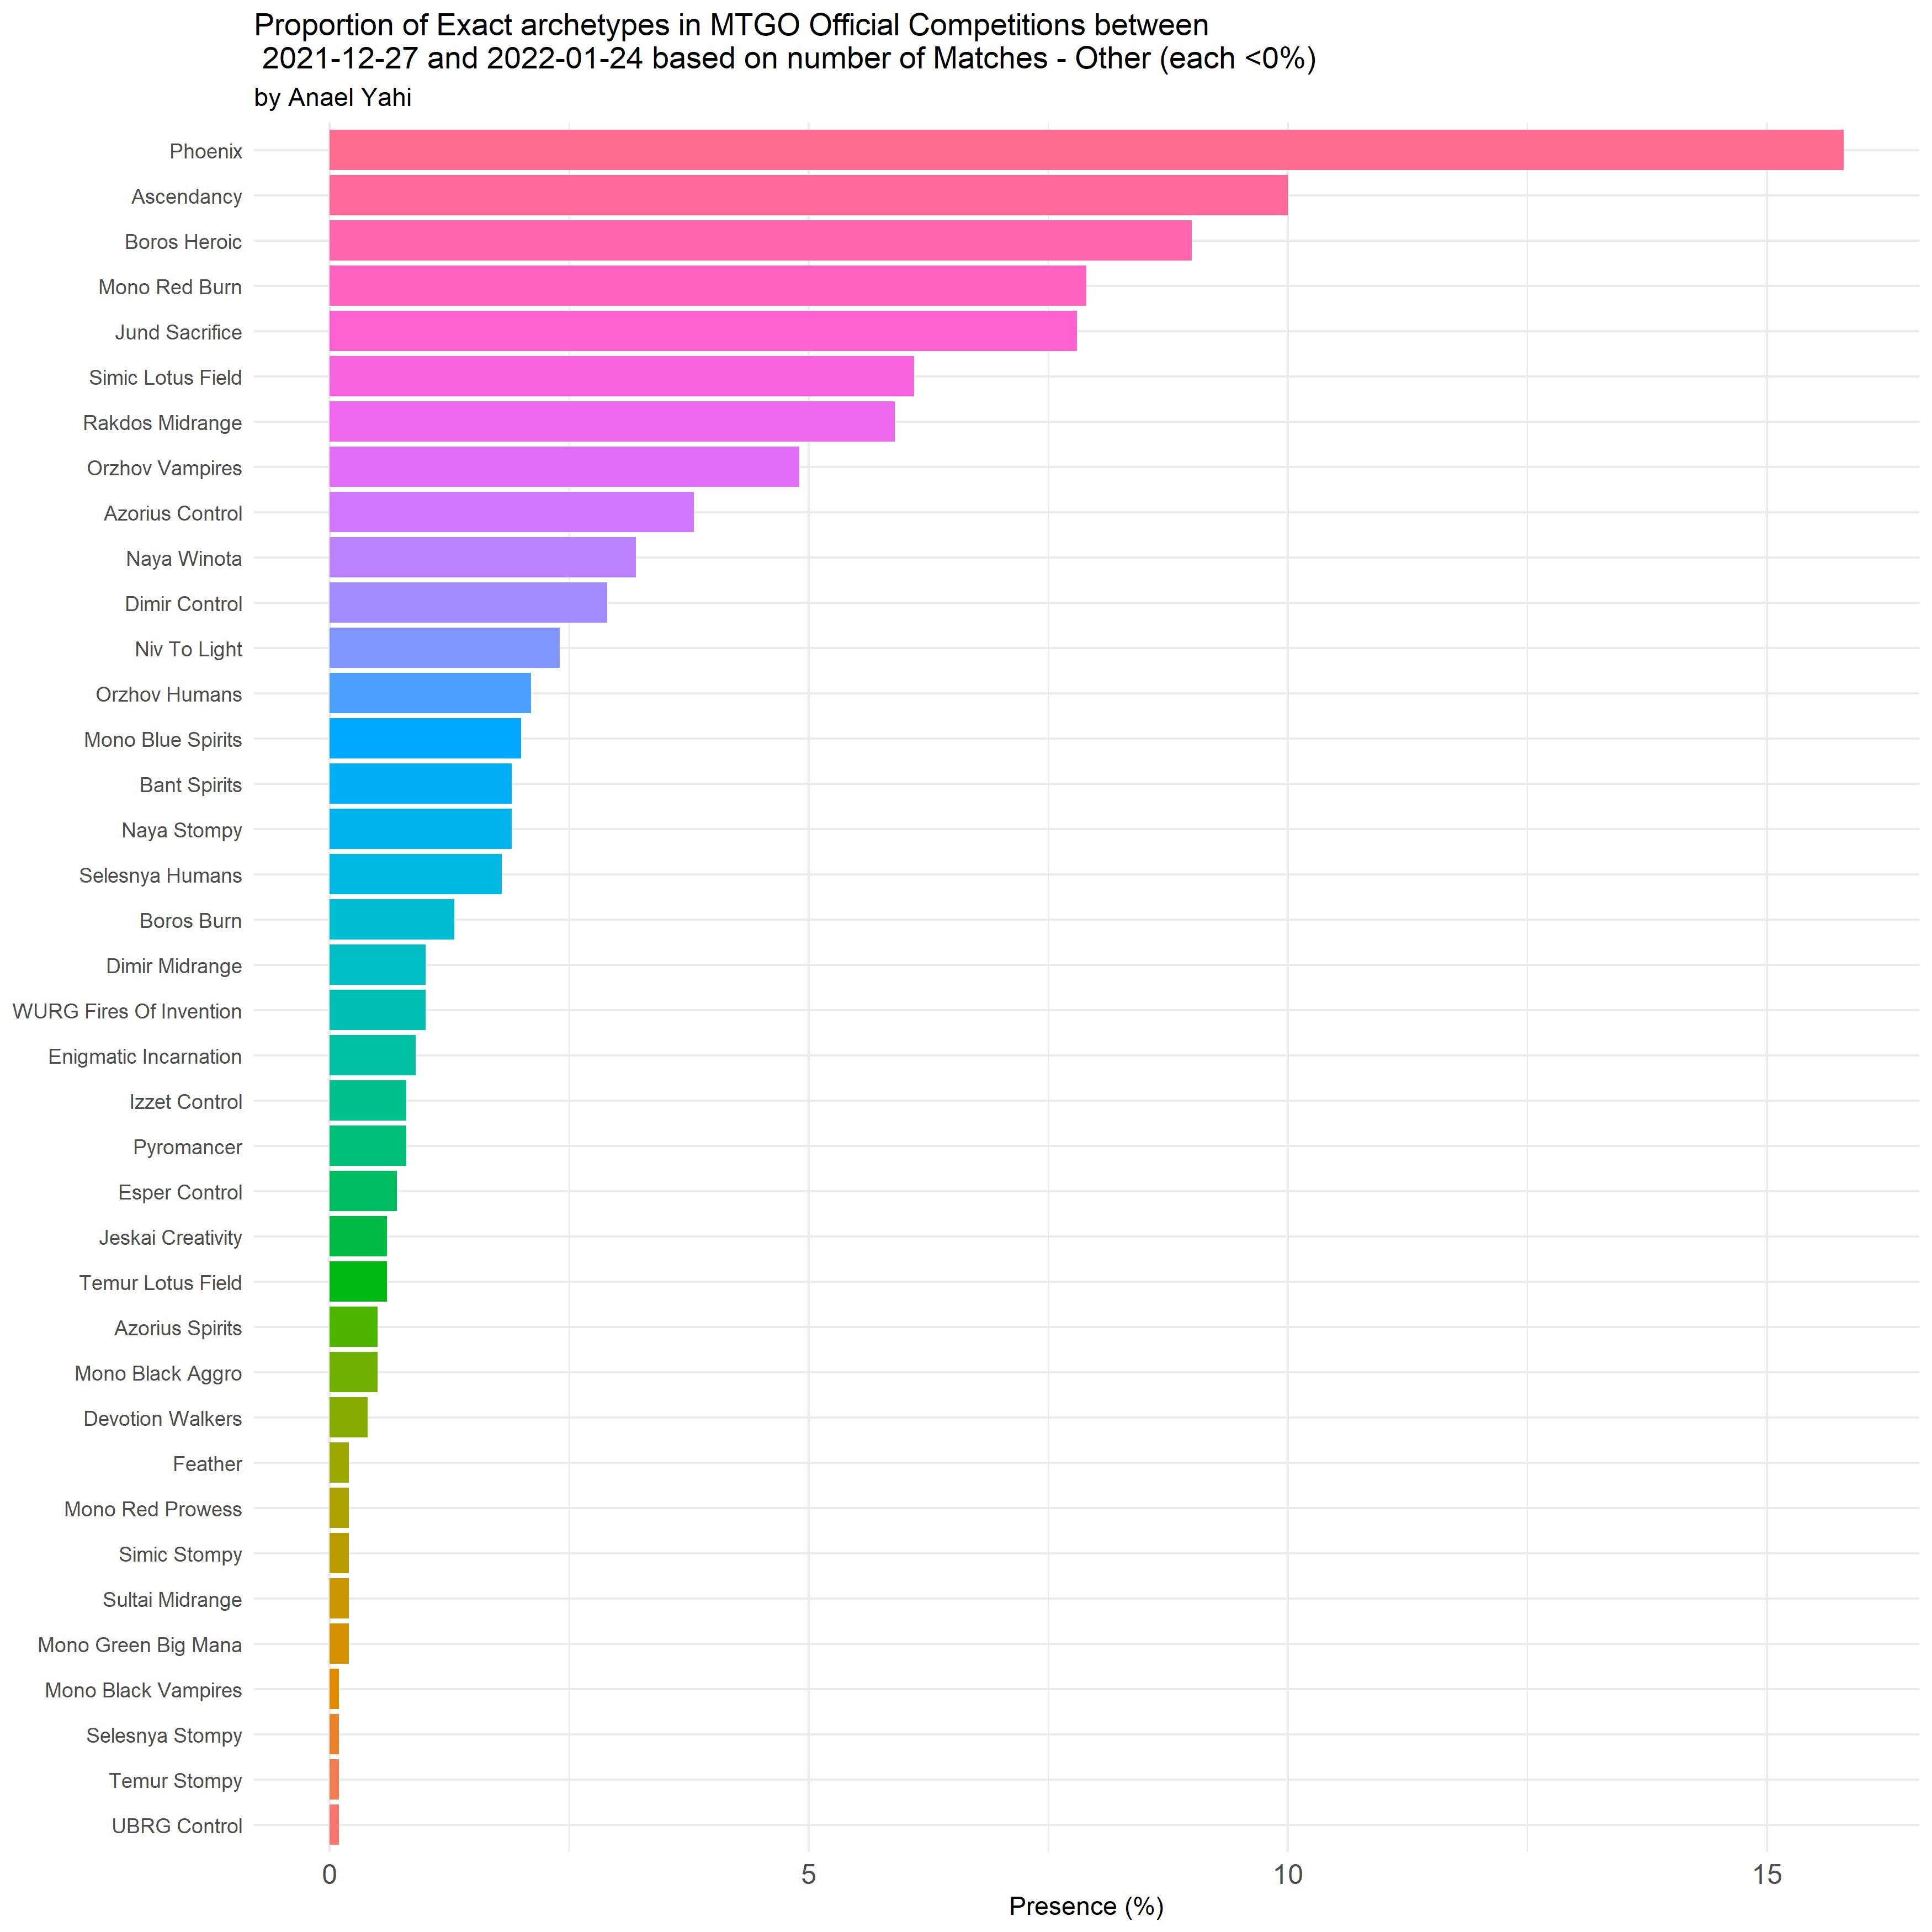 Proportion of Exact archetypes in MTGO Official Competitions between
2021-12-27 and 2022-01-24 based on number of Matches - Other (each <0%)
by Anael Yahi
Phoenix
Ascendancy
Boros Heroic
Mono Red Burn
Jund Sacrifice
Simic Lotus Field
Rakdos Midrange
Orzhov Vampires
Azorius Control
Naya Winota
Dimir Control
Niv To Light
Orzhov Humans
Mono Blue Spirits
Bant Spirits
Naya Stompy
Selesnya Humans
Boros Burn
Dimir Midrange
WURG Fires Of Invention
Enigmatic Incarnation
Izzet Control
Pyromancer
Esper Control
Jeskai Creativity
Temur Lotus Field
Azorius Spirits
Mono Black Aggro
Devotion Walkers
Feather
Mono Red Prowess
Simic Stompy
Sultai Midrange
Mono Green Big Mana
Mono Black Vampires
Selesnya Stompy
Temur Stompy
UBRG Control
0 5 10 15
Presence (%)